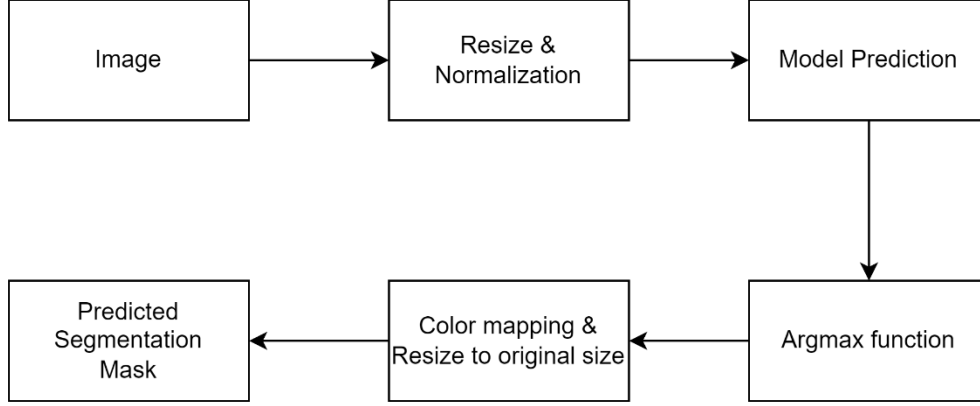 Image
Resize &
Normalization
Model Prediction
Argmax function
Color mapping &
Resize to original size
Predicted
Segmentation
Mask